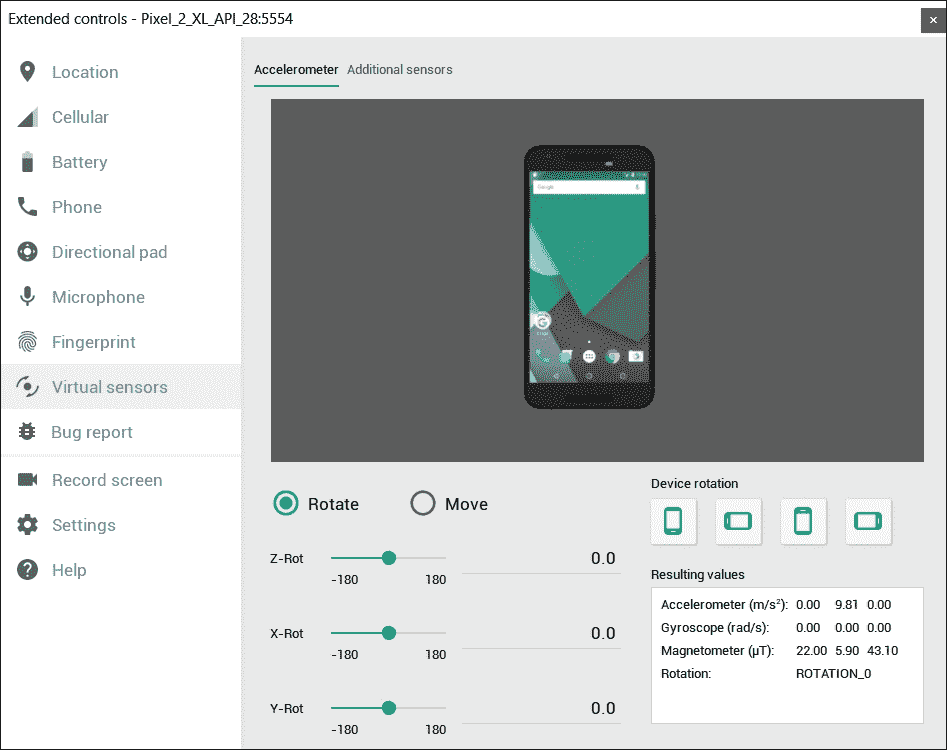 Extended controls - Pixel_2_XL_API_28:5554
Location
Cellular
Battery
Phone
Directional pad
Microphone
Fingerprint
Virtual sensors
Bug report
Record screen
Settings
Help
Accelerometer Additional sensors
Google
Rotate Move
Z-Rot 0.0
-180 180
X-Rot 0.0
-180 180
Y-Rot 0.0
-180 180
Device rotation
Resulting values
Accelerometer (m/s²): 0.00 9.81 0.00
Gyroscope (rad/s): 0.00 0.00 0.00
Magnetometer (μT): 22.00 5.90 43.10
Rotation: ROTATION_0